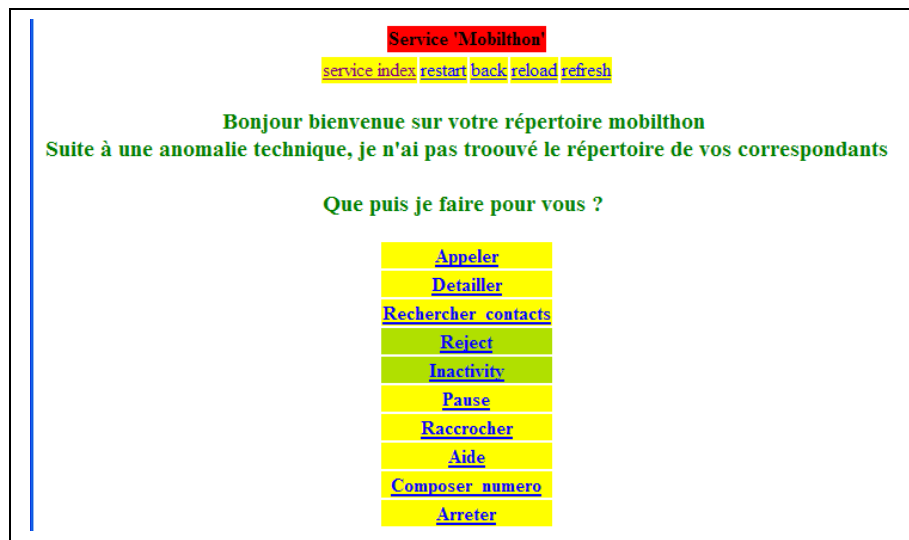 Service 'Mobilthon'
service index restart back reload refresh
Bonjour bienvenue sur votre répertoire mobilthon
Suite à une anomalie technique, je n'ai pas troouvé le répertoire de vos correspondants
Que puis je faire pour vous ?
Appeler
Detailler
Rechercher_contacts
Reject
Inactivity
Pause
Raccrocher
Aide
Composer_numero
Arreter